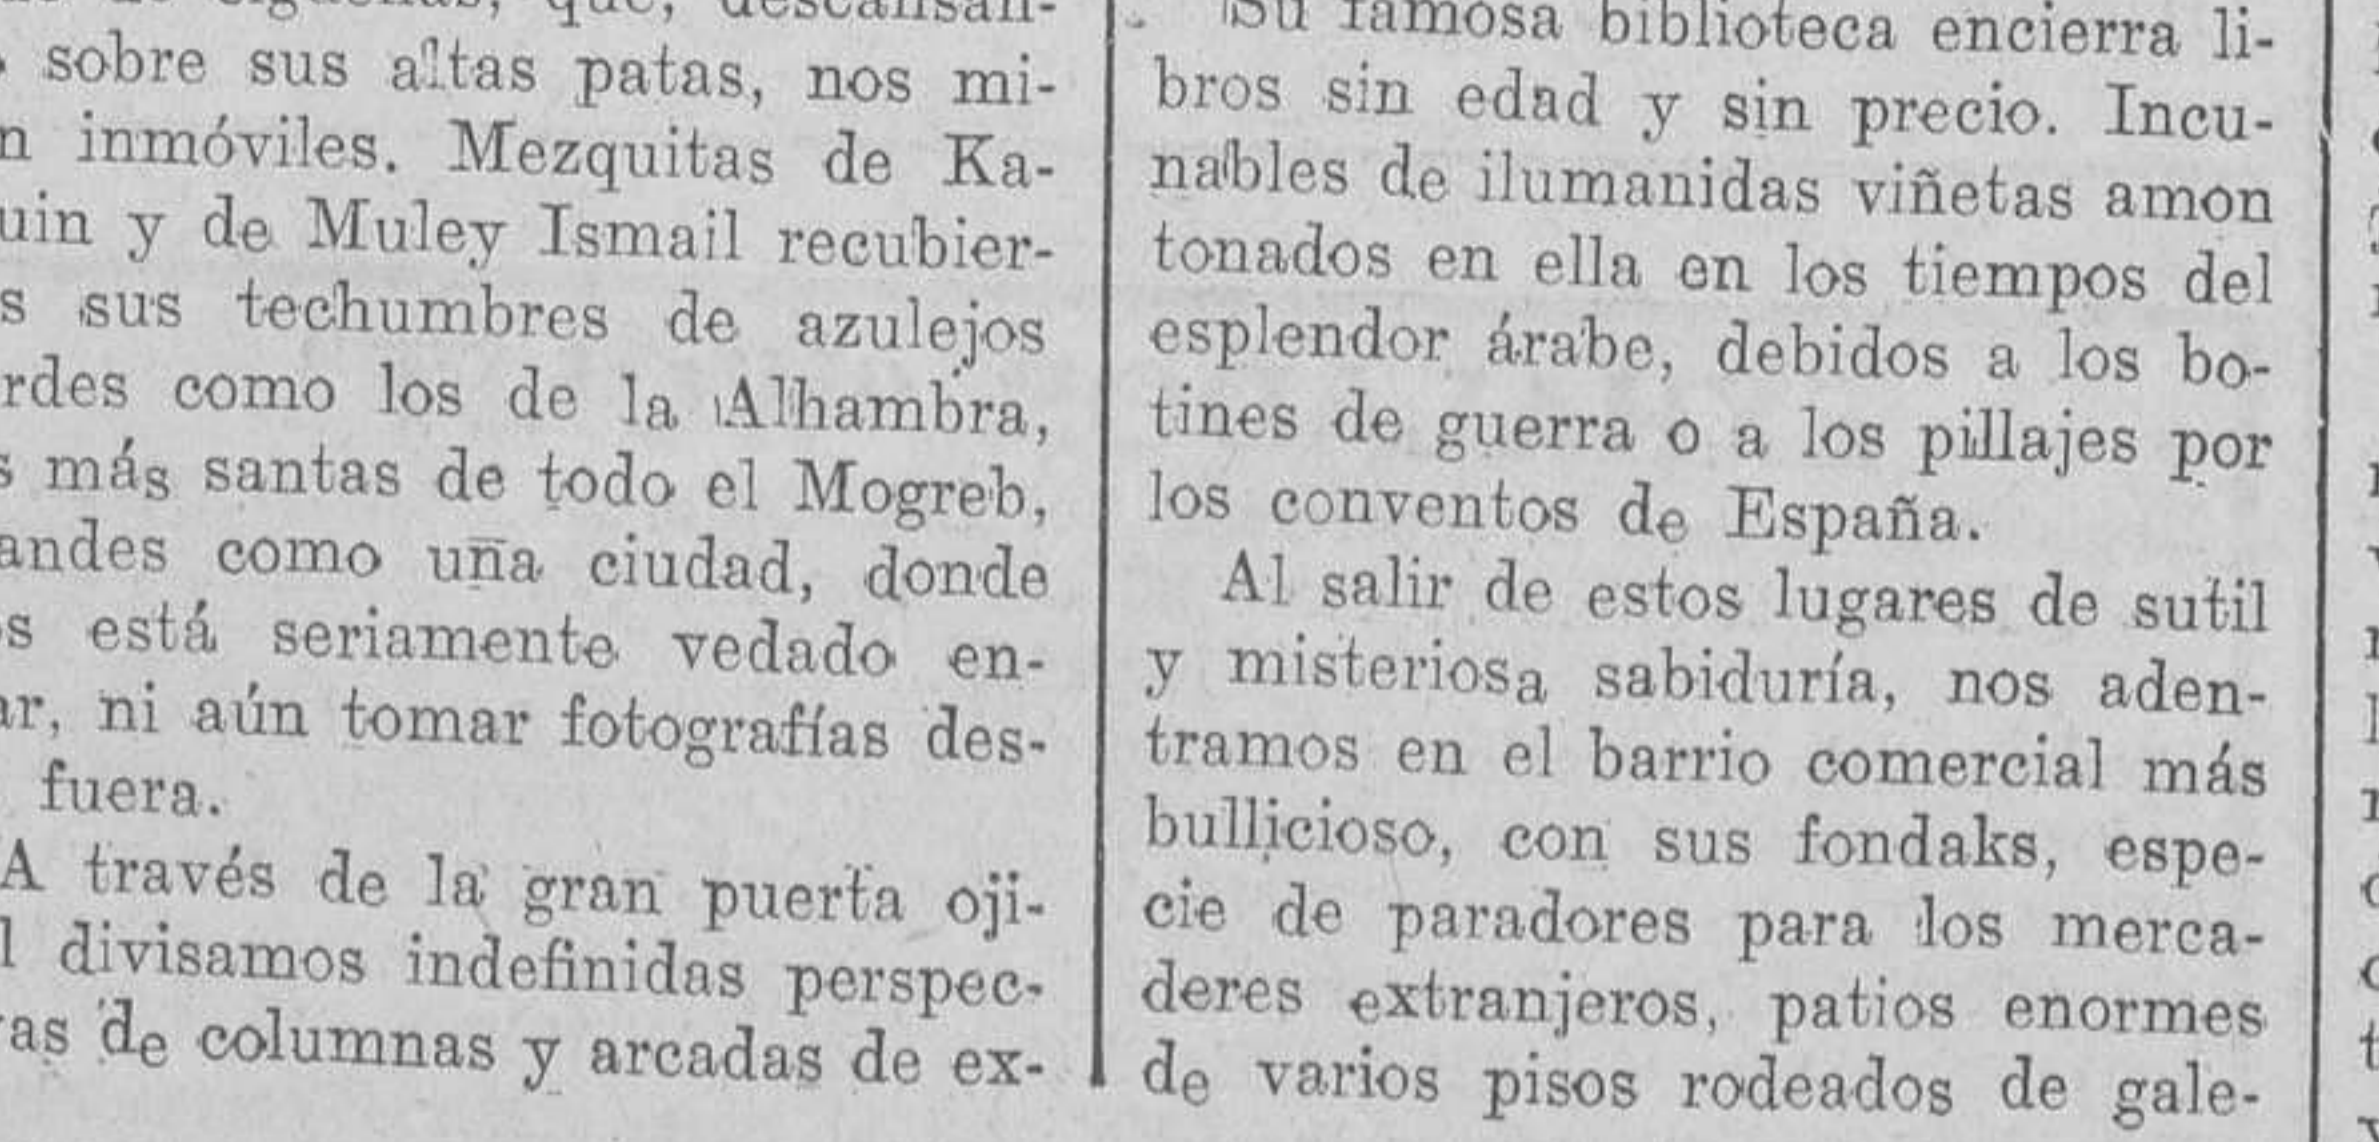 sobre sus altas patas, nos mi-
inmóviles. Mezquitas de Ka-
uin y de Muley Ismail recubier-
s sus techumbres de azulejos
rdes como los de la Alhambra,
s más santas de todo el Mogreb,
andes como uña ciudad, donde
s está seriamente vedado en-
ar, ni aún tomar fotografías des-
fuera.
A través de la gran puerta oji-
l divisamos indefinidas perspec-
as de columnas y arcadas de ex-
Su famosa biblioteca encierra li-
bros sin edad y sin precio. Incu-
nables de ilumanidas viñetas amon
tonados en ella en los tiempos del
esplendor árabe, debidos a los bo-
tines de guerra o a los pillajes por
los conventos de España.
Al salir de estos lugares de sutil
y misteriosa sabiduría, nos aden-
tramos en el barrio comercial más
bullicioso, con sus fondaks, espe-
cie de paradores para los merca-
deres extranjeros, patios enormes
de varios pisos rodeados de gale-